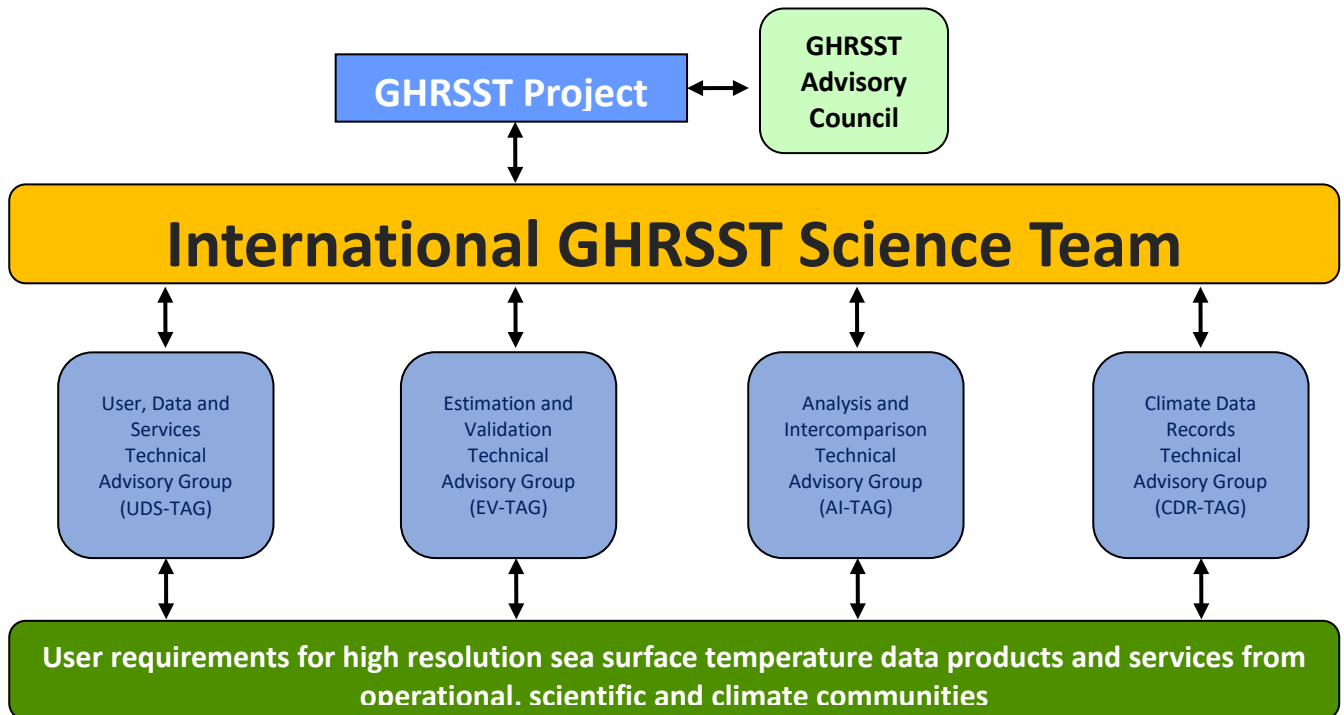 GHRSST
Advisory
Council
GHRSST Project
International GHRSST Science Team
User, Data and
Services
Technical
Advisory Group
(UDS-TAG)
Estimation and
Validation
Technical
Advisory Group
(EV-TAG)
Analysis and
Intercomparison
Technical
Advisory Group
(AI-TAG)
Climate Data
Records
Technical
Advisory Group
(CDR-TAG)
User requirements for high resolution sea surface temperature data products and services from
operational, scientific and climate communities